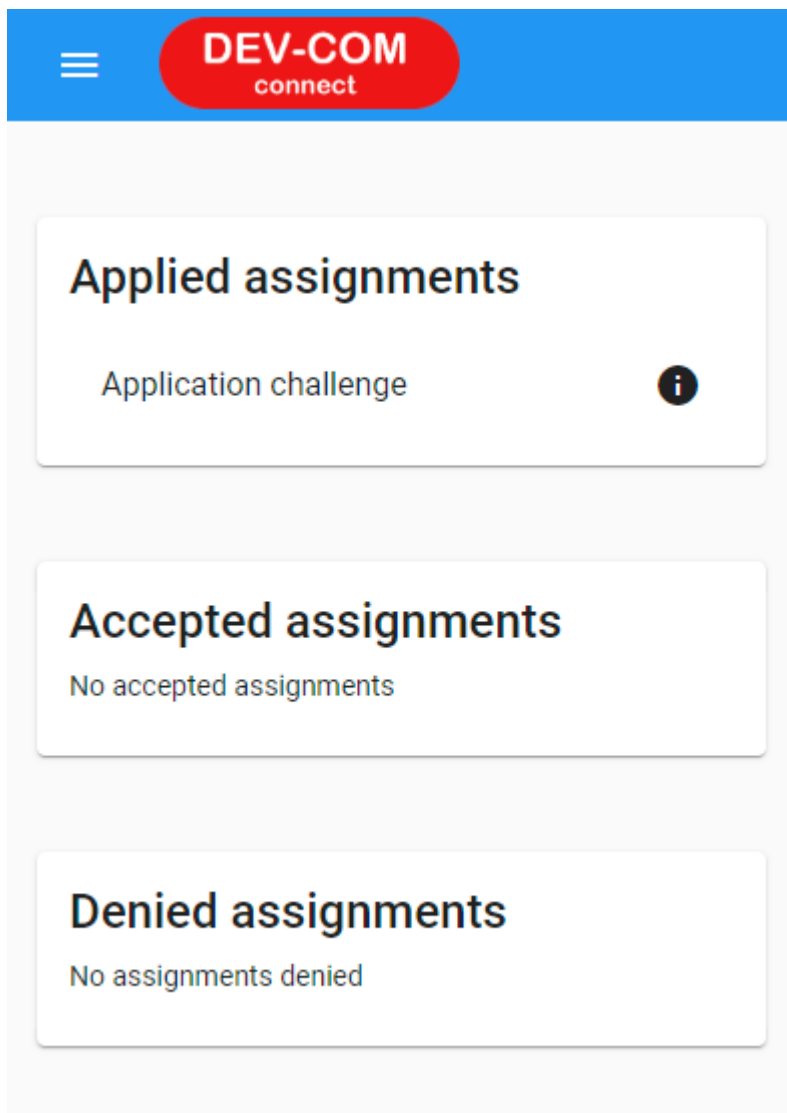 DEV-COM
connect
Applied assignments
Application challenge
Accepted assignments
No accepted assignments
Denied assignments
No assignments denied